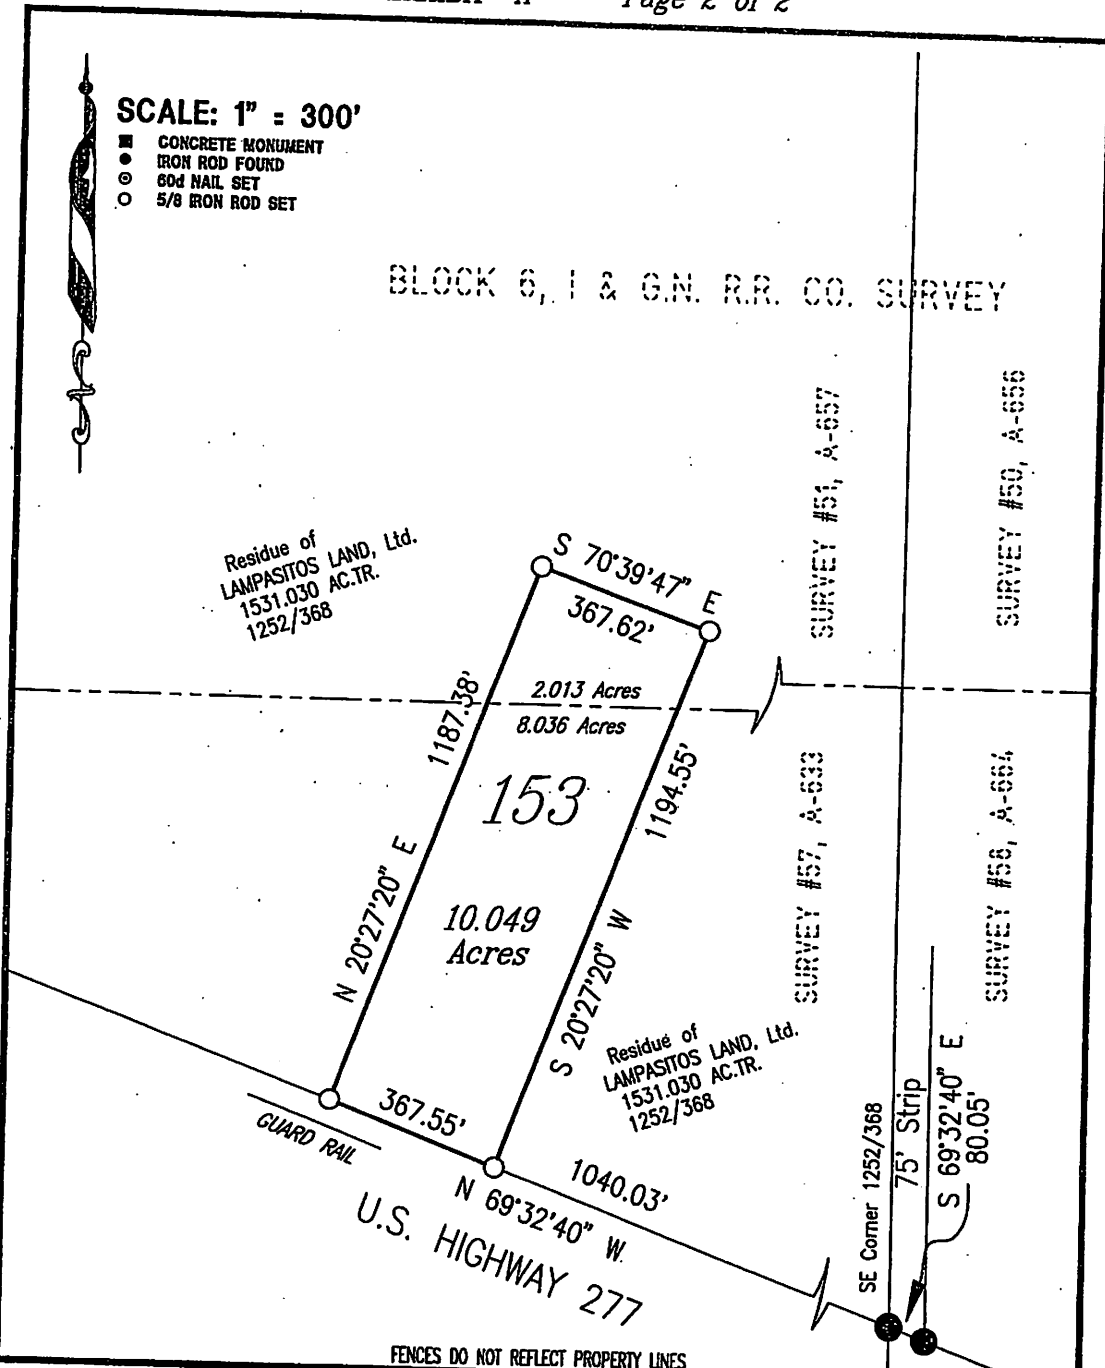 Page 2 of 2
SCALE: 1" = 300'
CONCRETE MONUMENT
IRON ROD FOUND
60d NAIL SET
5/8 IRON ROD SET
BLOCK 6, I & G.N. R.R. CO. SURVEY
SURVEY #51, A-657
SURVEY #50, A-656
Residue of
LAMPASITOS LAND, Ltd.
1531.030 AC.TR.
1252/368
S 70°39'47" E
367.62'
1187.38'
2.013 Acres
8.036 Acres
1194.55'
153
N 20°27'20" E
10.049
Acres
S 20°27'20" W
SURVEY #57, A-633
SURVEY #58, A-664
Residue of
LAMPASITOS LAND, Ltd.
1531.030 AC.TR.
1252/368
367.55'
GUARD RAIL
1040.03'
N 69°32'40" W
U.S. HIGHWAY 277
SE Corner 1252/368
75' Strip
S 69°32'40" E
80.05'
FENCES DO NOT REFLECT PROPERTY LINES